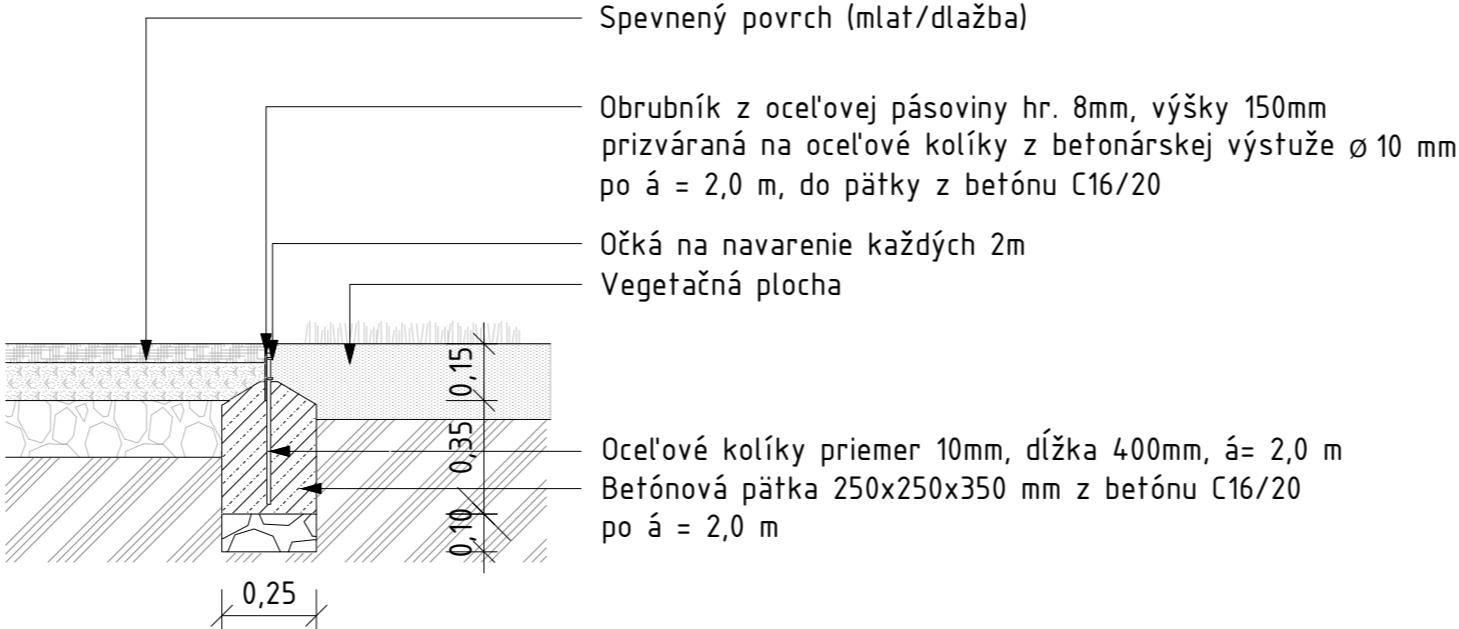 Spevnený povrch (mlat/dlažba)
Obrubník z oceľovej pásoviny hr. 8mm, výšky 150mm
prizváraná na oceľové kolíky z betonárskej výstuže ø 10 mm
po á = 2,0 m, do pätky z betónu C16/20
Očká na navarenie každých 2m
Vegetačná plocha
0,15
0,35
Oceľové kolíky priemer 10mm, dĺžka 400mm, á= 2,0 m
Betónová pätka 250x250x350 mm z betónu C16/20
po á = 2,0 m
0,10
0,25